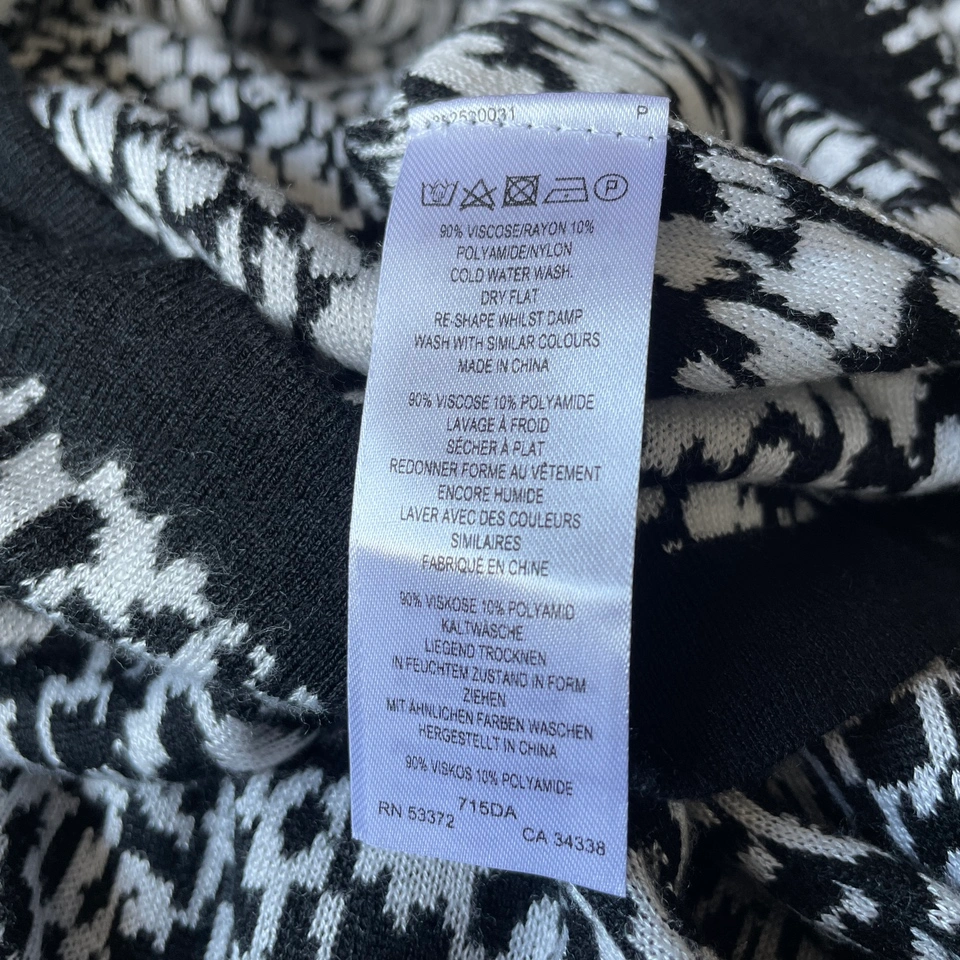 P
90% VISCOSE/RAYON 10%
POLYAMIDE/NYLON
COLD WATER WASH.
DRY FLAT
RE-SHAPE WHILST DAMP
WASH WITH SIMILAR COLOURS
MADE IN CHINA
90% VISCOSE 10% POLYAMIDE
LAVAGE À FROID
SÉCHER À PLAT
REDONNER FORME AU VÊTEMENT
ENCORE HUMIDE
LAVER AVEC DES COULEURS
SIMILAIRES
FABRIQUÉ EN CHINE
90% VISKOSE 10% POLYAMID
KALTWÄSCHE
LIEGEND TROCKNEN
IN FEUCHTEM ZUSTAND IN FORM
ZIEHEN
MIT ÄHNLICHEN FARBEN WASCHEN
HERGESTELLT IN CHINA
90% VISKOS 10% POLYAMIDE
715DA
RN 53372
CA 34338